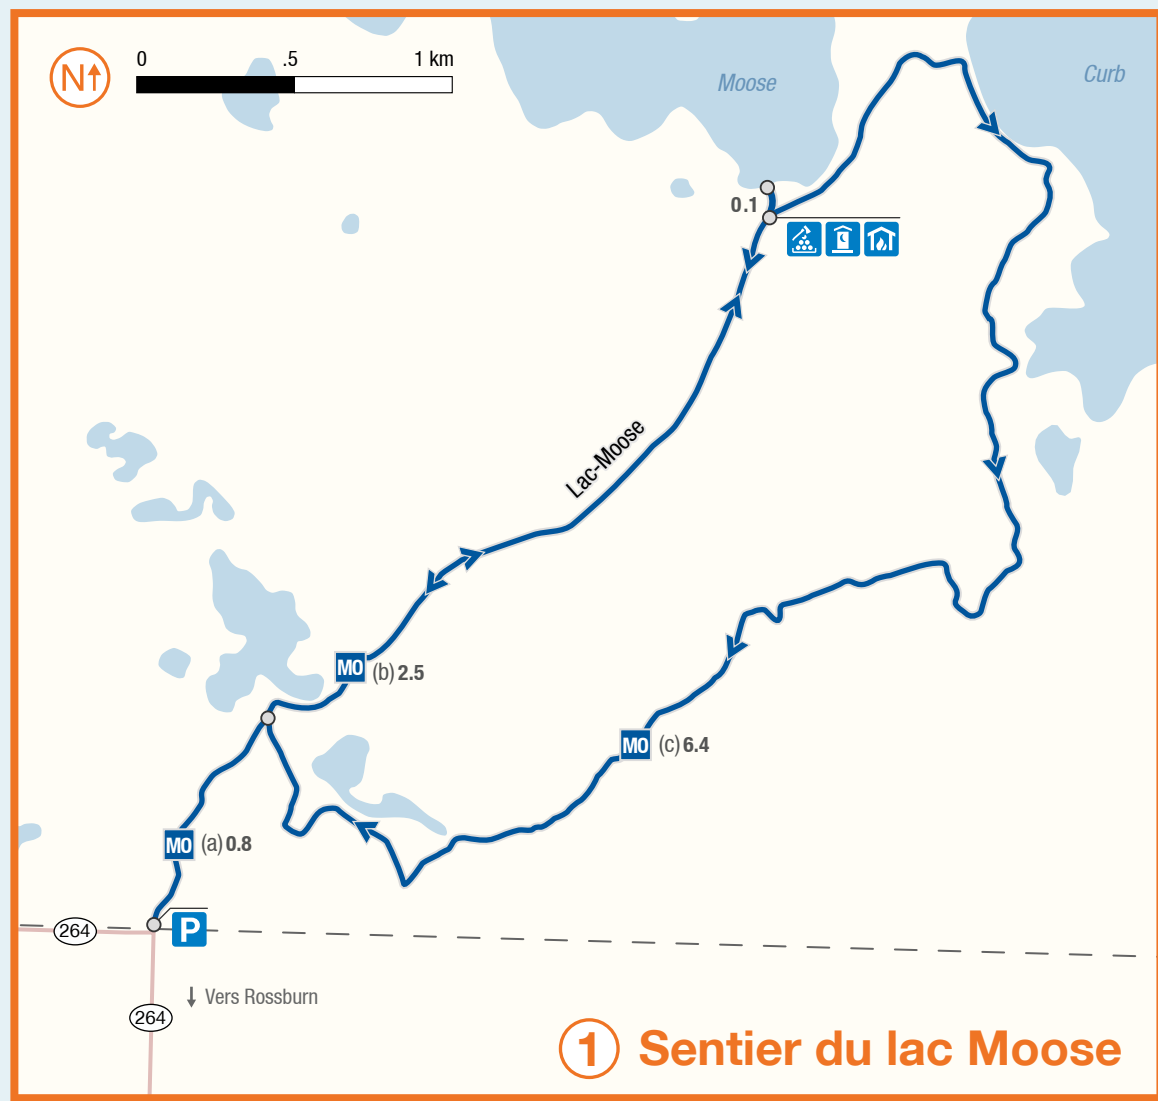 N
0 .5 1 km
Moose
Curb
0.1
Lac-Moose
MO (b) 2.5
MO (c) 6.4
MO (a) 0.8
P
264
Vers Rossburn
264
1 Sentier du lac Moose